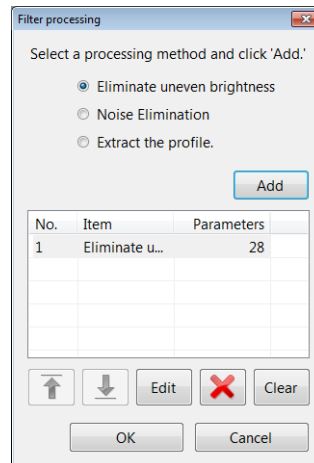 Filter processing
Select a processing method and click 'Add.'
Eliminate uneven brightness
Noise Elimination
Extract the profile.
Add
No. Item Parameters
1 Eliminate u... 28
Edit Clear
OK Cancel